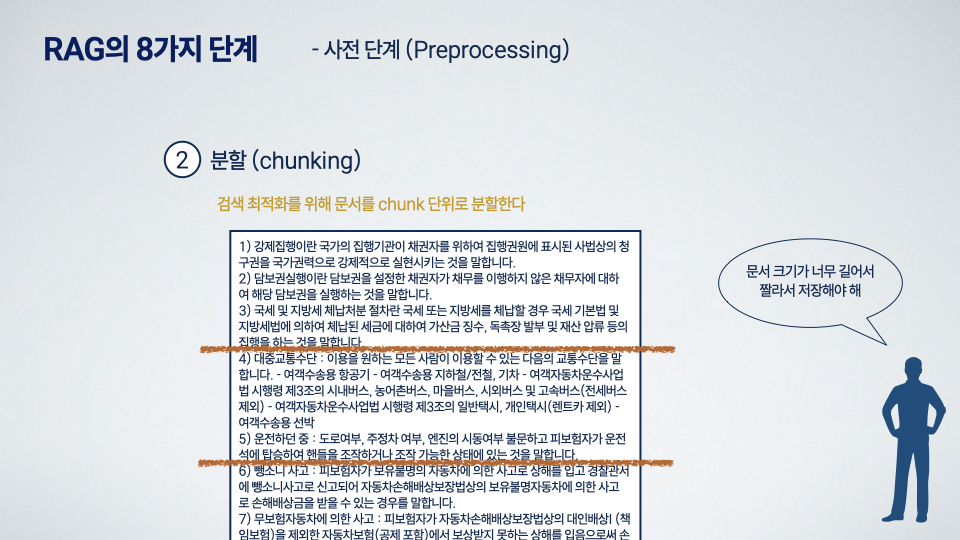 RAG의 8가지 단계 - 사전 단계 (Preprocessing)
2 분할 (chunking)
검색 최적화를 위해 문서를 chunk 단위로 분할한다
1) 강제집행이란 국가의 집행기관이 채권자를 위하여 집행권원에 표시된 사법상의 청
구권을 국가권력으로 강제적으로 실현시키는 것을 말합니다.
2) 담보권실행이란 담보권을 설정한 채권자가 채무를 이행하지 않은 채무자에 대하
여 해당 담보권을 실행하는 것을 말합니다.
3) 국세 및 지방세 체납처분 절차란 국세 또는 지방세를 체납할 경우 국세 기본법 및
지방세법에 의하여 체납된 세금에 대하여 가산금 징수, 독촉장 발부 및 재산 압류 등의
집행을 하는 것을 말합니다.
4) 대중교통수단 : 이용을 원하는 모든 사람이 이용할 수 있는 다음의 교통수단을 말
합니다. - 여객수송용 항공기 - 여객수송용 지하철/전철, 기차 - 여객자동차운수사업
법 시행령 제3조의 시내버스, 농어촌버스, 마을버스, 시외버스 및 고속버스(전세버스
제외) - 여객자동차운수사업법 시행령 제3조의 일반택시, 개인택시(렌트카 제외) -
여객수송용 선박
5) 운전하던 중 : 도로여부, 주정차 여부, 엔진의 시동여부 불문하고 피보험자가 운전
석에 탑승하여 핸들을 조작하거나 조작 가능한 상태에 있는 것을 말합니다.
6) 뺑소니 사고 : 피보험자가 보유불명의 자동차에 의한 사고로 상해를 입고 경찰관서
에 뺑소니사고로 신고되어 자동차손해배상보장법상의 보유불명자동차에 의한 사고
로 손해배상금을 받을 수 있는 경우를 말합니다.
7) 무보험자동차에 의한 사고 : 피보험자가 자동차손해배상보장법상의 대인배상I (책
임보험)을 제외한 자동차보험(공제 포함)에서 보상받지 못하는 상해를 입음으로써 손
문서 크기가 너무 길어서
짤라서 저장해야 해